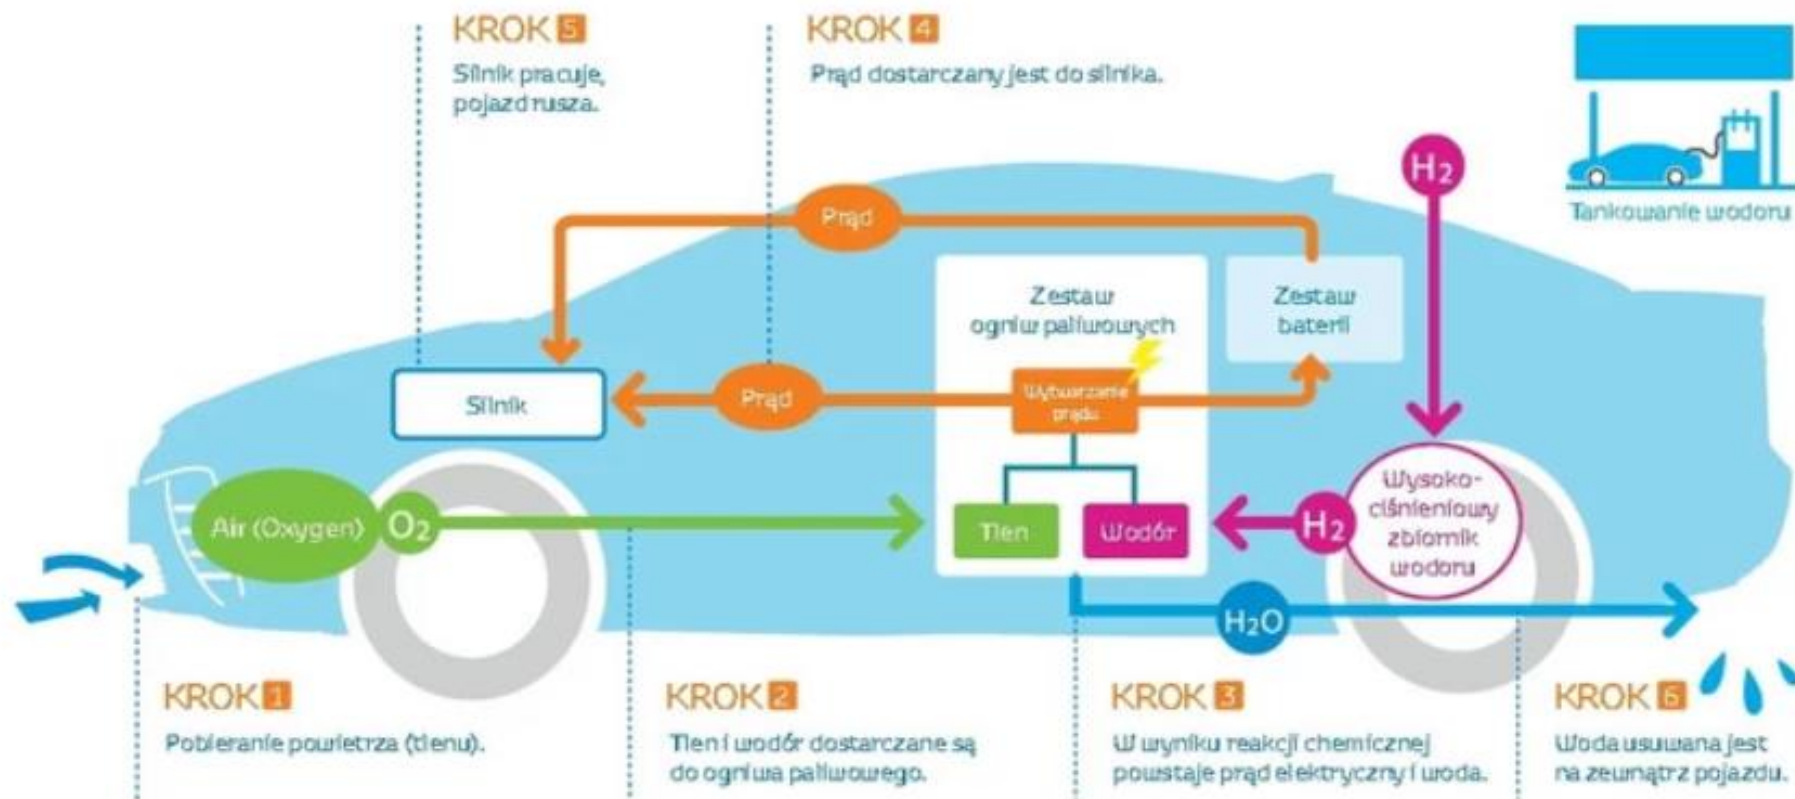 KROK 5
Silnik pracuje,
pojazd rusza.
KROK 4
Prąd dostarczany jest do silnika.
H2
Tankowanie wodoru
Prąd
Zestaw
ogniw paliwowych
Zestaw
baterii
Silnik
Prąd
Wytwarzanie
prądu
Air (Oxygen)
O2
Tlen
Wodór
H2
Wysoko-
ciśnieniowy
zbiornik
wodoru
H2O
KROK 1
Pobieranie powietrza (tlenu).
KROK 2
Tlen i wodór dostarczane są
do ogniwa paliwowego.
KROK 3
W wyniku reakcji chemicznej
powstaje prąd elektryczny i woda.
KROK 6
Woda usuwana jest
na zewnątrz pojazdu.